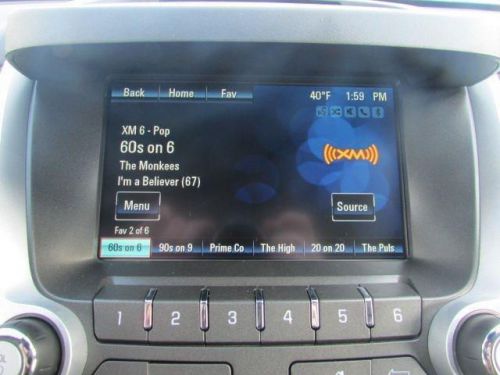 Back Home Fav 40°F 1:59 PM
XM 6 - Pop
60s on 6
The Monkees
I'm a Believer (67)
((XM))
Menu Source
Fav 2 of 6
60s on 6 90s on 9 Prime Co The High 20 on 20 The Puls
1 2 3 4 5 6